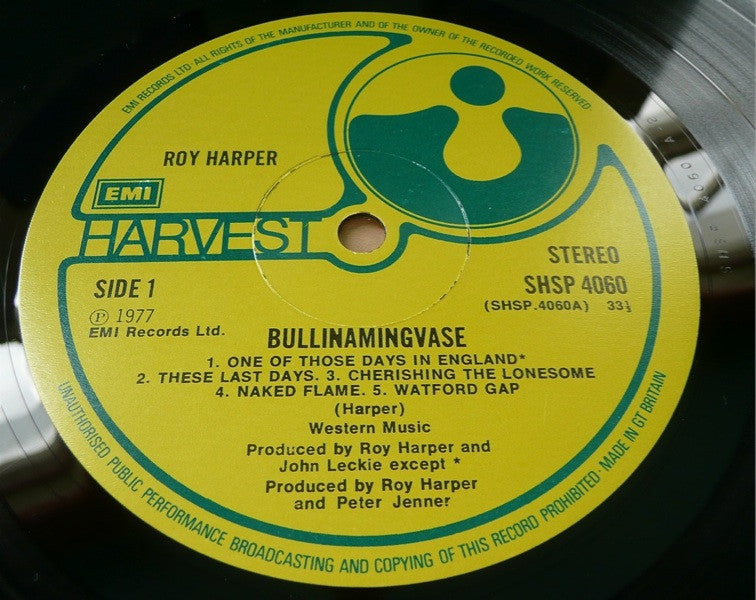 EMI RECORDS LTD· ALL RIGHTS OF THE MANUFACTURER AND OF THE OWNER OF THE RECORDED WORK RESERVED·
ROY HARPER
EMI
HARVEST
STEREO
SIDE 1
SHSP 4060
(SHSP.4060A) 33⅓
℗ 1977
EMI Records Ltd.
BULLINAMINGVASE
1. ONE OF THOSE DAYS IN ENGLAND*
2. THESE LAST DAYS. 3. CHERISHING THE LONESOME
4. NAKED FLAME. 5. WATFORD GAP
(Harper)
Western Music
Produced by Roy Harper and
John Leckie except *
Produced by Roy Harper
and Peter Jenner
UNAUTHORISED PUBLIC PERFORMANCE BROADCASTING AND COPYING OF THIS RECORD PROHIBITED· MADE IN GT BRITAIN